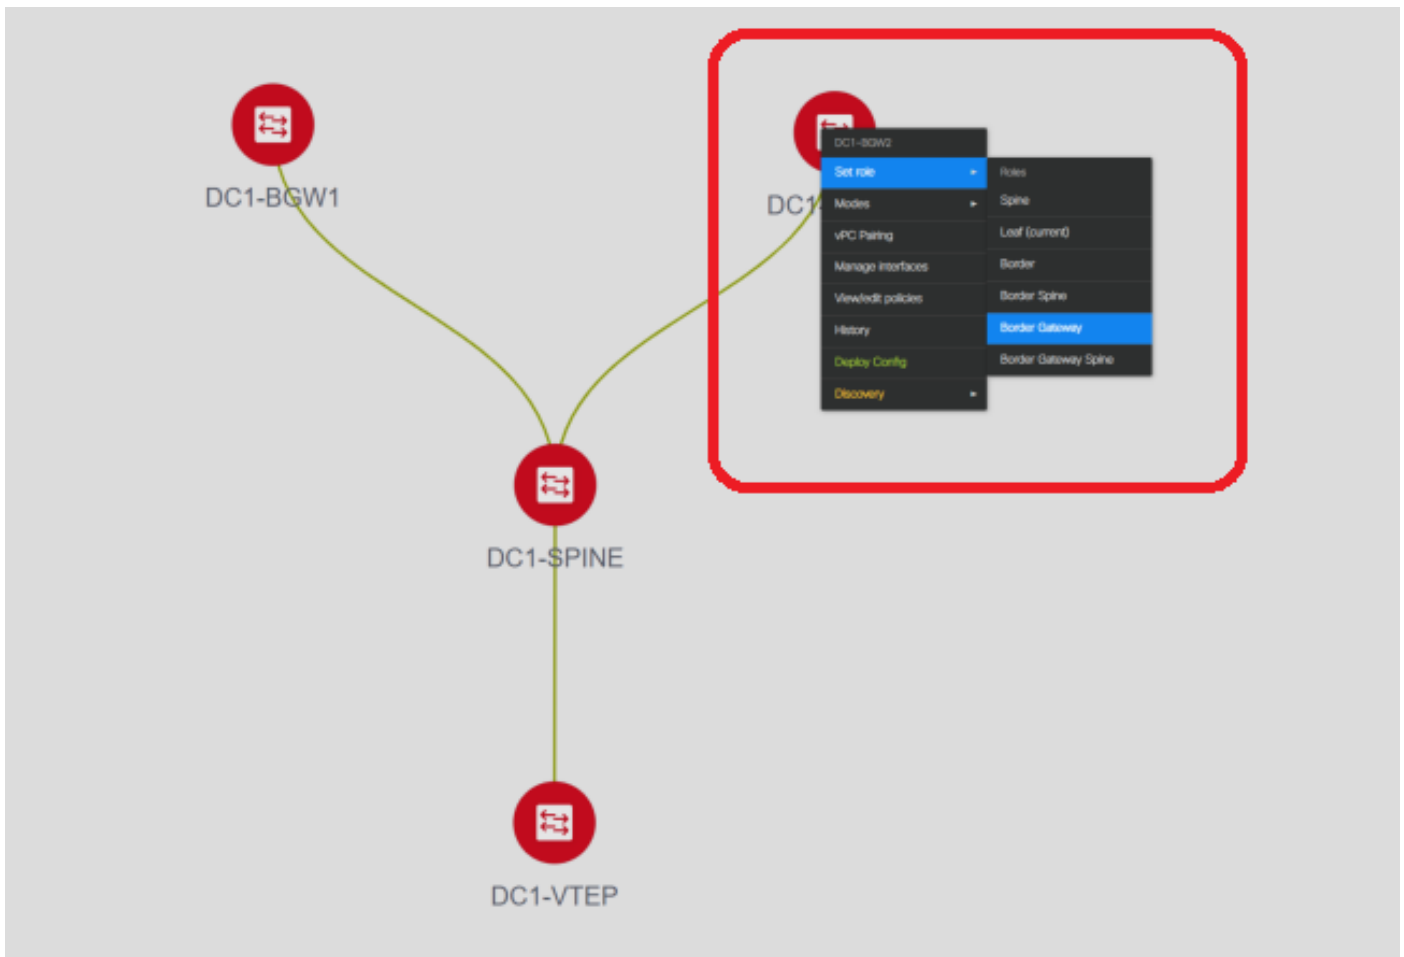 DC1-BGW1
DC1
DC1-BGW2
Set role
Modes
vPC Pairing
Manage interfaces
View/edit policies
History
Deploy Config
Discovery
Roles
Spine
Leaf (current)
Border
Border Spine
Border Gateway
Border Gateway Spine
DC1-SPINE
DC1-VTEP